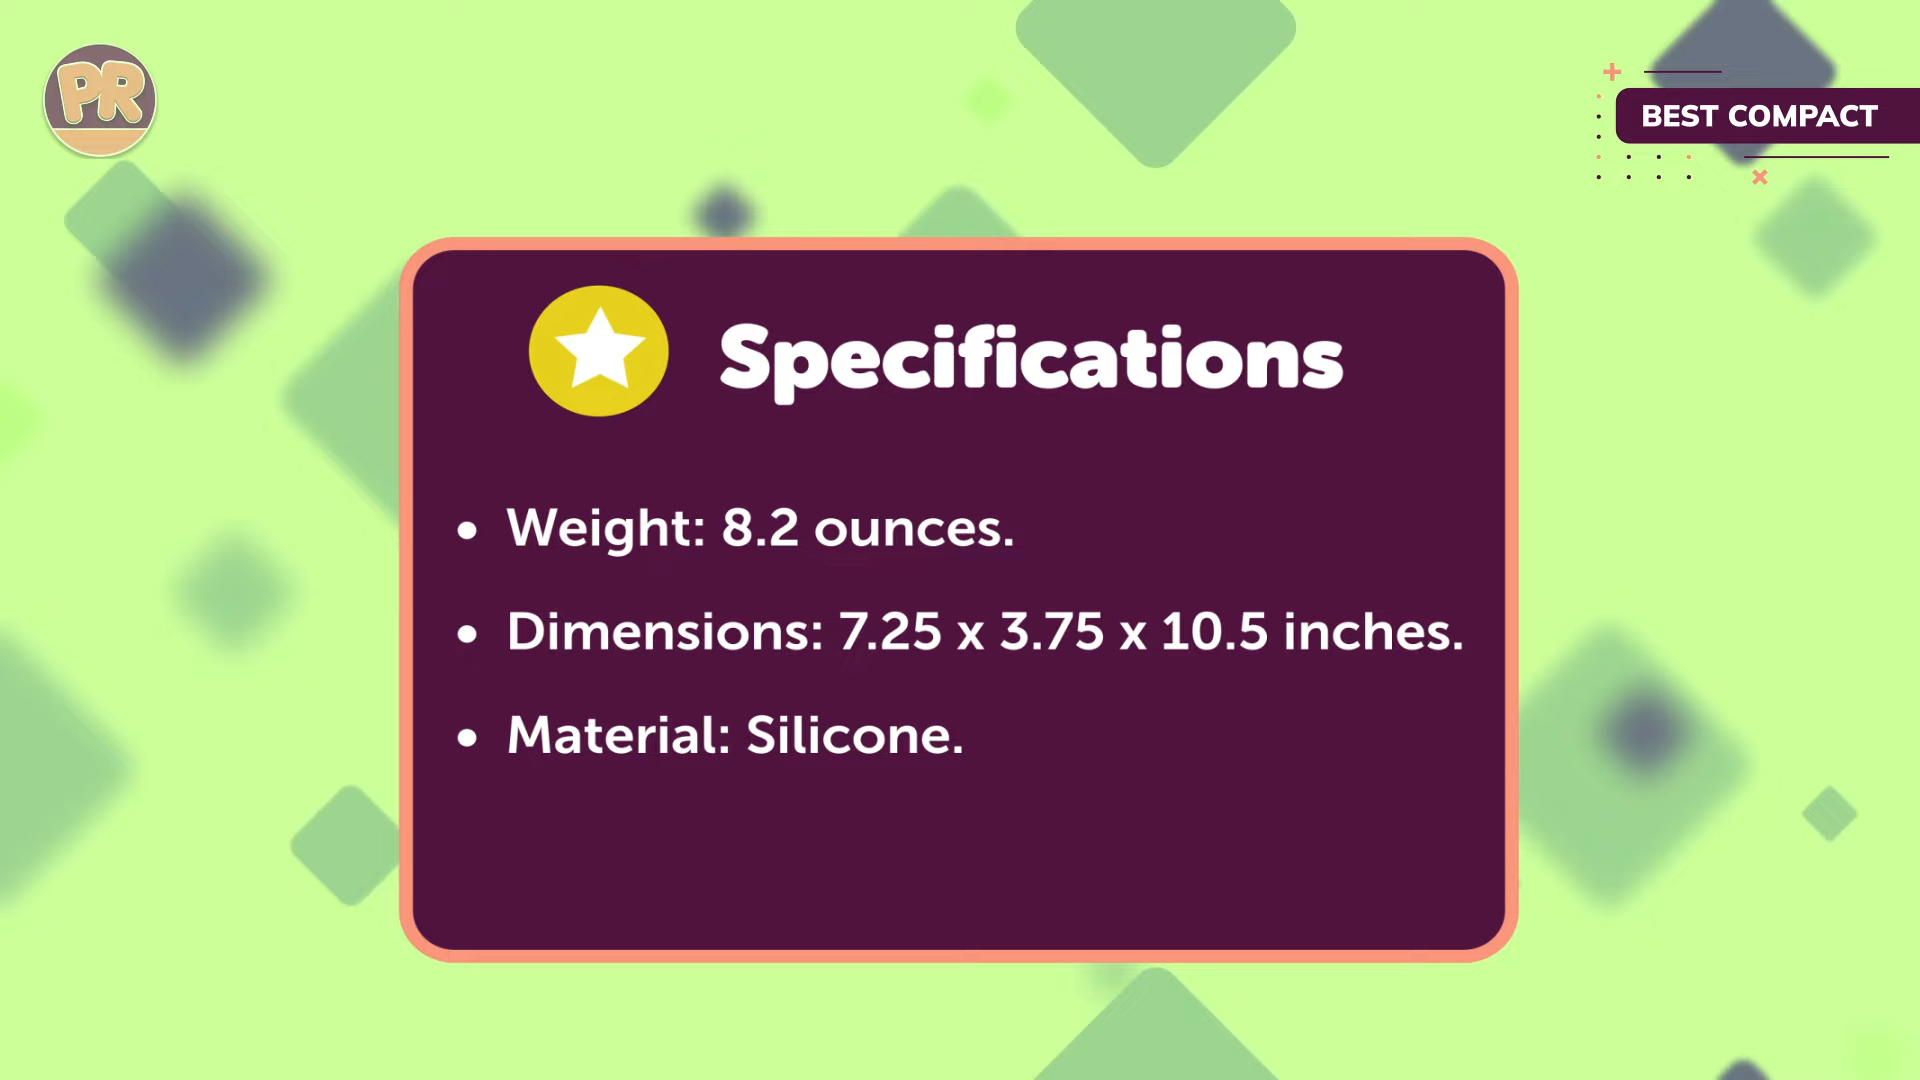 PR
BEST COMPACT
Specifications
• Weight: 8.2 ounces.
• Dimensions: 7.25 x 3.75 x 10.5 inches.
• Material: Silicone.